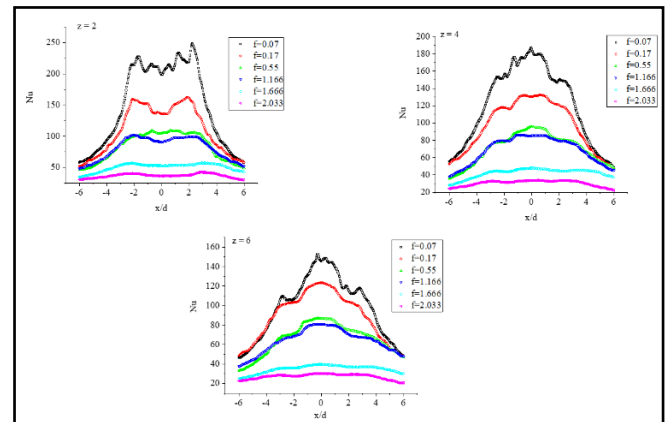 z = 2
250
200
150
100
50
Nu
-6 -4 -2 0 2 4 6
x/d
f=0.07
f=0.17
f=0.55
f=1.166
f=1.666
f=2.033
z = 4
200
180
160
140
120
100
80
60
40
20
Nu
-6 -4 -2 0 2 4 6
x/d
f=0.07
f=0.17
f=0.55
f=1.166
f=1.666
f=2.033
z = 6
160
140
120
100
80
60
40
20
Nu
-6 -4 -2 0 2 4 6
x/d
f=0.07
f=0.17
f=0.55
f=1.166
f=1.666
f=2.033